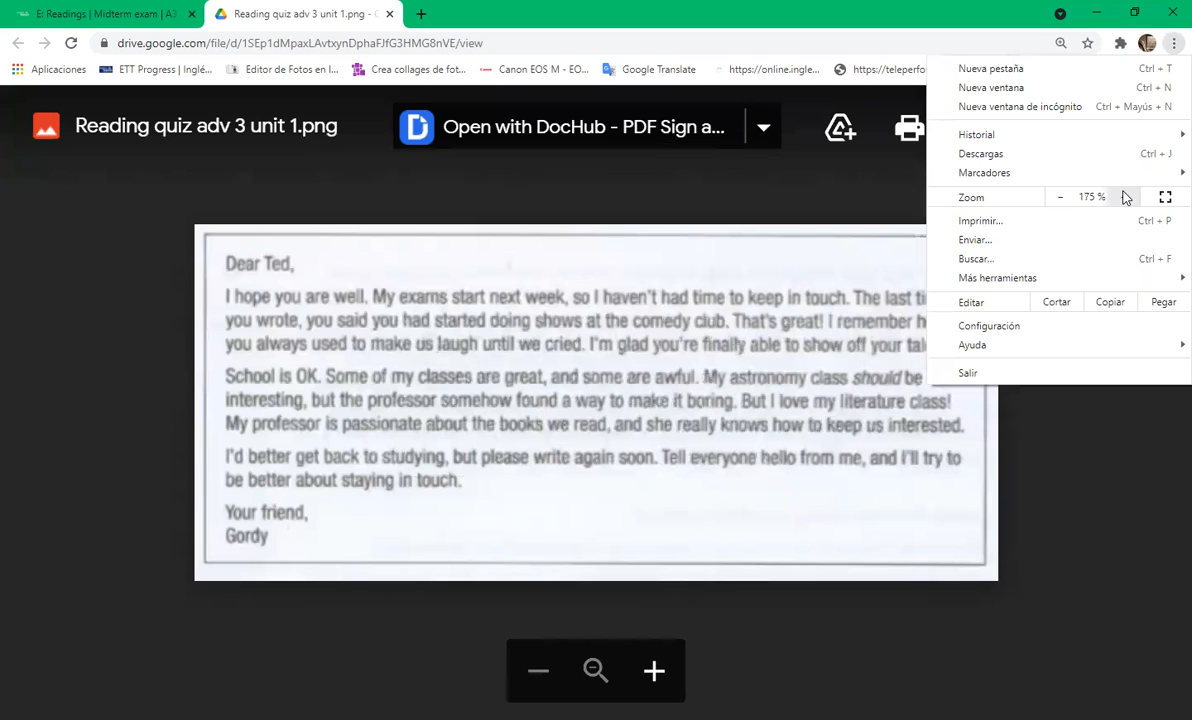 E: Readings | Midterm exam | A3
Reading quiz adv 3 unit 1.png -
drive.google.com/file/d/1SEp1dMpaxLAvtxynDphaFJfG3HMG8nVE/view
Aplicaciones
ETT Progress | Inglé...
Editor de Fotos en l...
Crea collages de fot...
Canon EOS M - EO...
Google Translate
https://online.ingle...
https://teleperfo
Reading quiz adv 3 unit 1.png
Open with DocHub - PDF Sign a...
Nueva pestaña Ctrl + T
Nueva ventana Ctrl + N
Nueva ventana de incógnito Ctrl + Mayús + N
Historial
Descargas Ctrl + J
Marcadores
Zoom - 175 %
Imprimir... Ctrl + P
Enviar...
Buscar... Ctrl + F
Más herramientas
Editar Cortar Copiar Pegar
Configuración
Ayuda
Salir
Dear Ted,
I hope you are well. My exams start next week, so I haven't had time to keep in touch. The last
you wrote, you said you had started doing shows at the comedy club. That's great! I remember
you always used to make us laugh until we cried. I'm glad you're finally able to show off your
School is OK. Some of my classes are great, and some are awful. My astronomy class should be
interesting, but the professor somehow found a way to make it boring. But I love my literature class!
My professor is passionate about the books we read, and she really knows how to keep us interested.
I'd better get back to studying, but please write again soon. Tell everyone hello from me, and I'll try to
be better about staying in touch.
Your friend,
Gordy